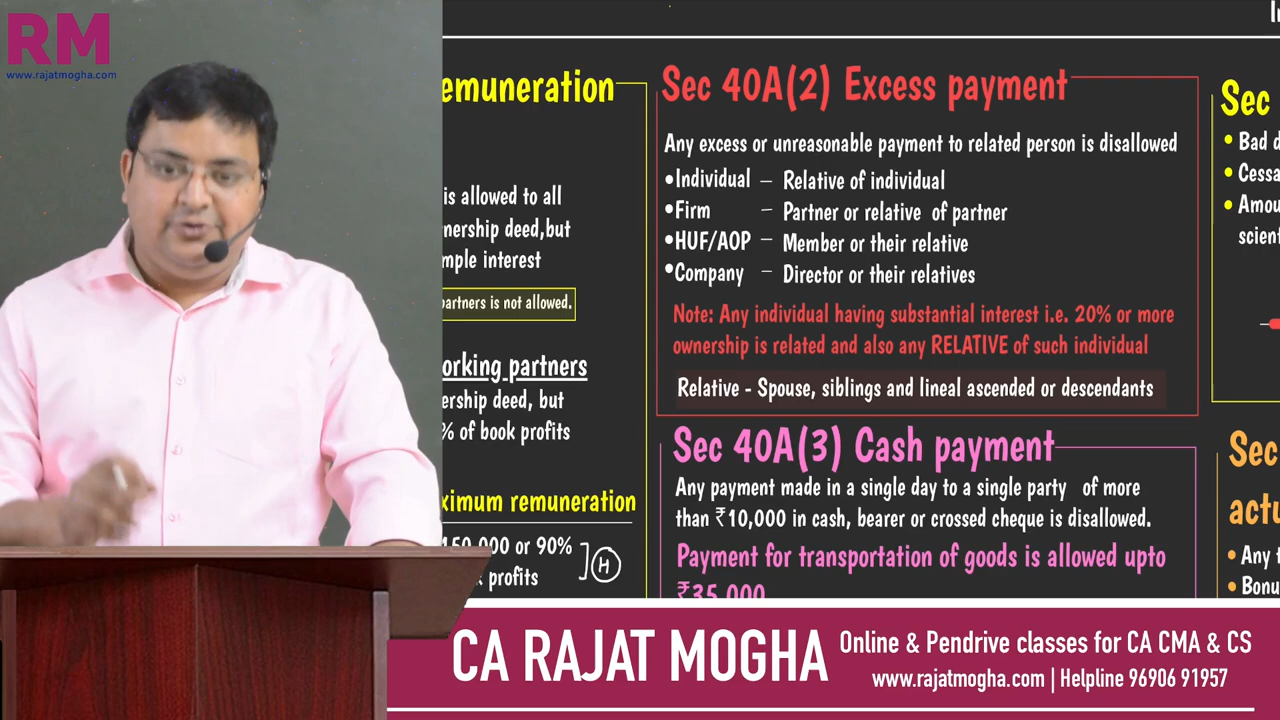 RM
www.rajatmogha.com
emuneration
is allowed to all
nership deed,but
mple interest
partners is not allowed.
orking partners
ership deed, but
% of book profits
ximum remuneration
150,000 or 90%
profits
H
Sec 40A(2) Excess payment
Any excess or unreasonable payment to related person is disallowed
•Individual – Relative of individual
•Firm – Partner or relative of partner
•HUF/AOP – Member or their relative
•Company – Director or their relatives
Note: Any individual having substantial interest i.e. 20% or more
ownership is related and also any RELATIVE of such individual
Relative - Spouse, siblings and lineal ascended or descendants
Sec 40A(3) Cash payment
Any payment made in a single day to a single party of more
than ₹10,000 in cash, bearer or crossed cheque is disallowed.
Payment for transportation of goods is allowed upto
₹35,000
Sec
• Bad d
• Cessa
• Amou
scient
Sec
actu
• Any t
• Bonu
CA RAJAT MOGHA
Online & Pendrive classes for CA CMA & CS
www.rajatmogha.com | Helpline 96906 91957